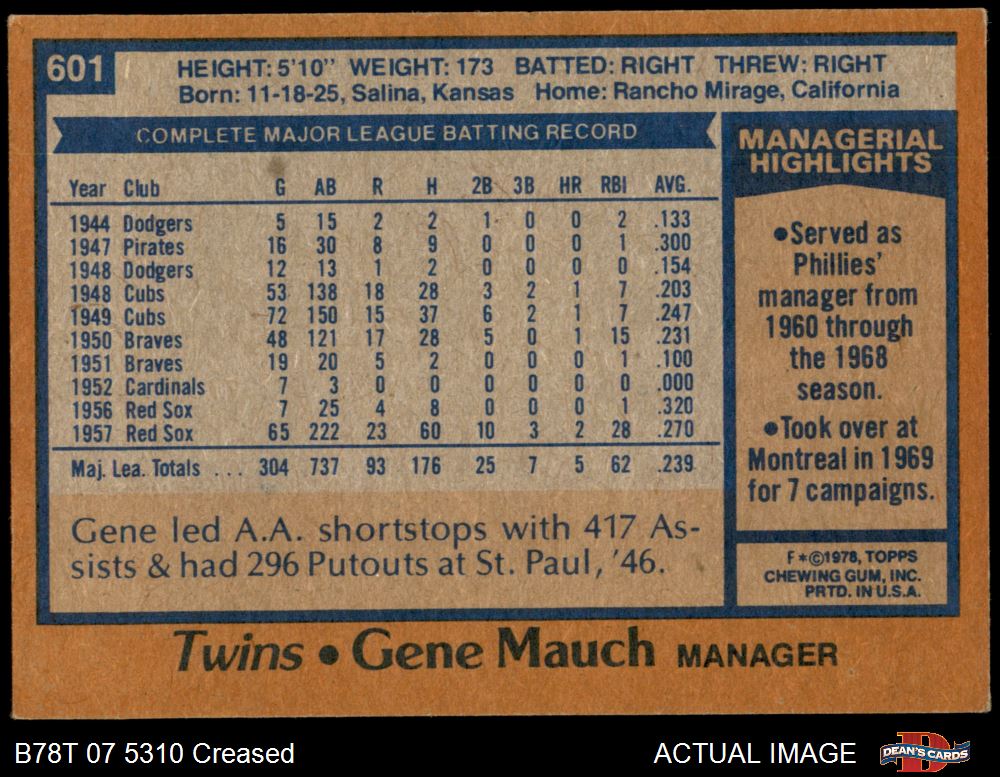 601
HEIGHT: 5'10" WEIGHT: 173 BATTED: RIGHT THREW: RIGHT
Born: 11-18-25, Salina, Kansas Home: Rancho Mirage, California
COMPLETE MAJOR LEAGUE BATTING RECORD
Year Club G AB R H 2B 3B HR RBI AVG.
1944 Dodgers 5 15 2 2 1 0 0 2 .133
1947 Pirates 16 30 8 9 0 0 0 1 .300
1948 Dodgers 12 13 1 2 0 0 0 0 .154
1948 Cubs 53 138 18 28 3 2 1 7 .203
1949 Cubs 72 150 15 37 6 2 1 7 .247
1950 Braves 48 121 17 28 5 0 1 15 .231
1951 Braves 19 20 5 2 0 0 0 1 .100
1952 Cardinals 7 3 0 0 0 0 0 0 .000
1956 Red Sox 7 25 4 8 0 0 0 1 .320
1957 Red Sox 65 222 23 60 10 3 2 28 .270
Maj. Lea. Totals ... 304 737 93 176 25 7 5 62 .239
Gene led A.A. shortstops with 417 As-
sists & had 296 Putouts at St. Paul, '46.
MANAGERIAL
HIGHLIGHTS
•Served as
Phillies'
manager from
1960 through
the 1968
season.
•Took over at
Montreal in 1969
for 7 campaigns.
F*©1978, TOPPS
CHEWING GUM, INC.
PRTD. IN U.S.A.
Twins • Gene Mauch MANAGER
B78T 07 5310 Creased
ACTUAL IMAGE
DEAN'S CARDS